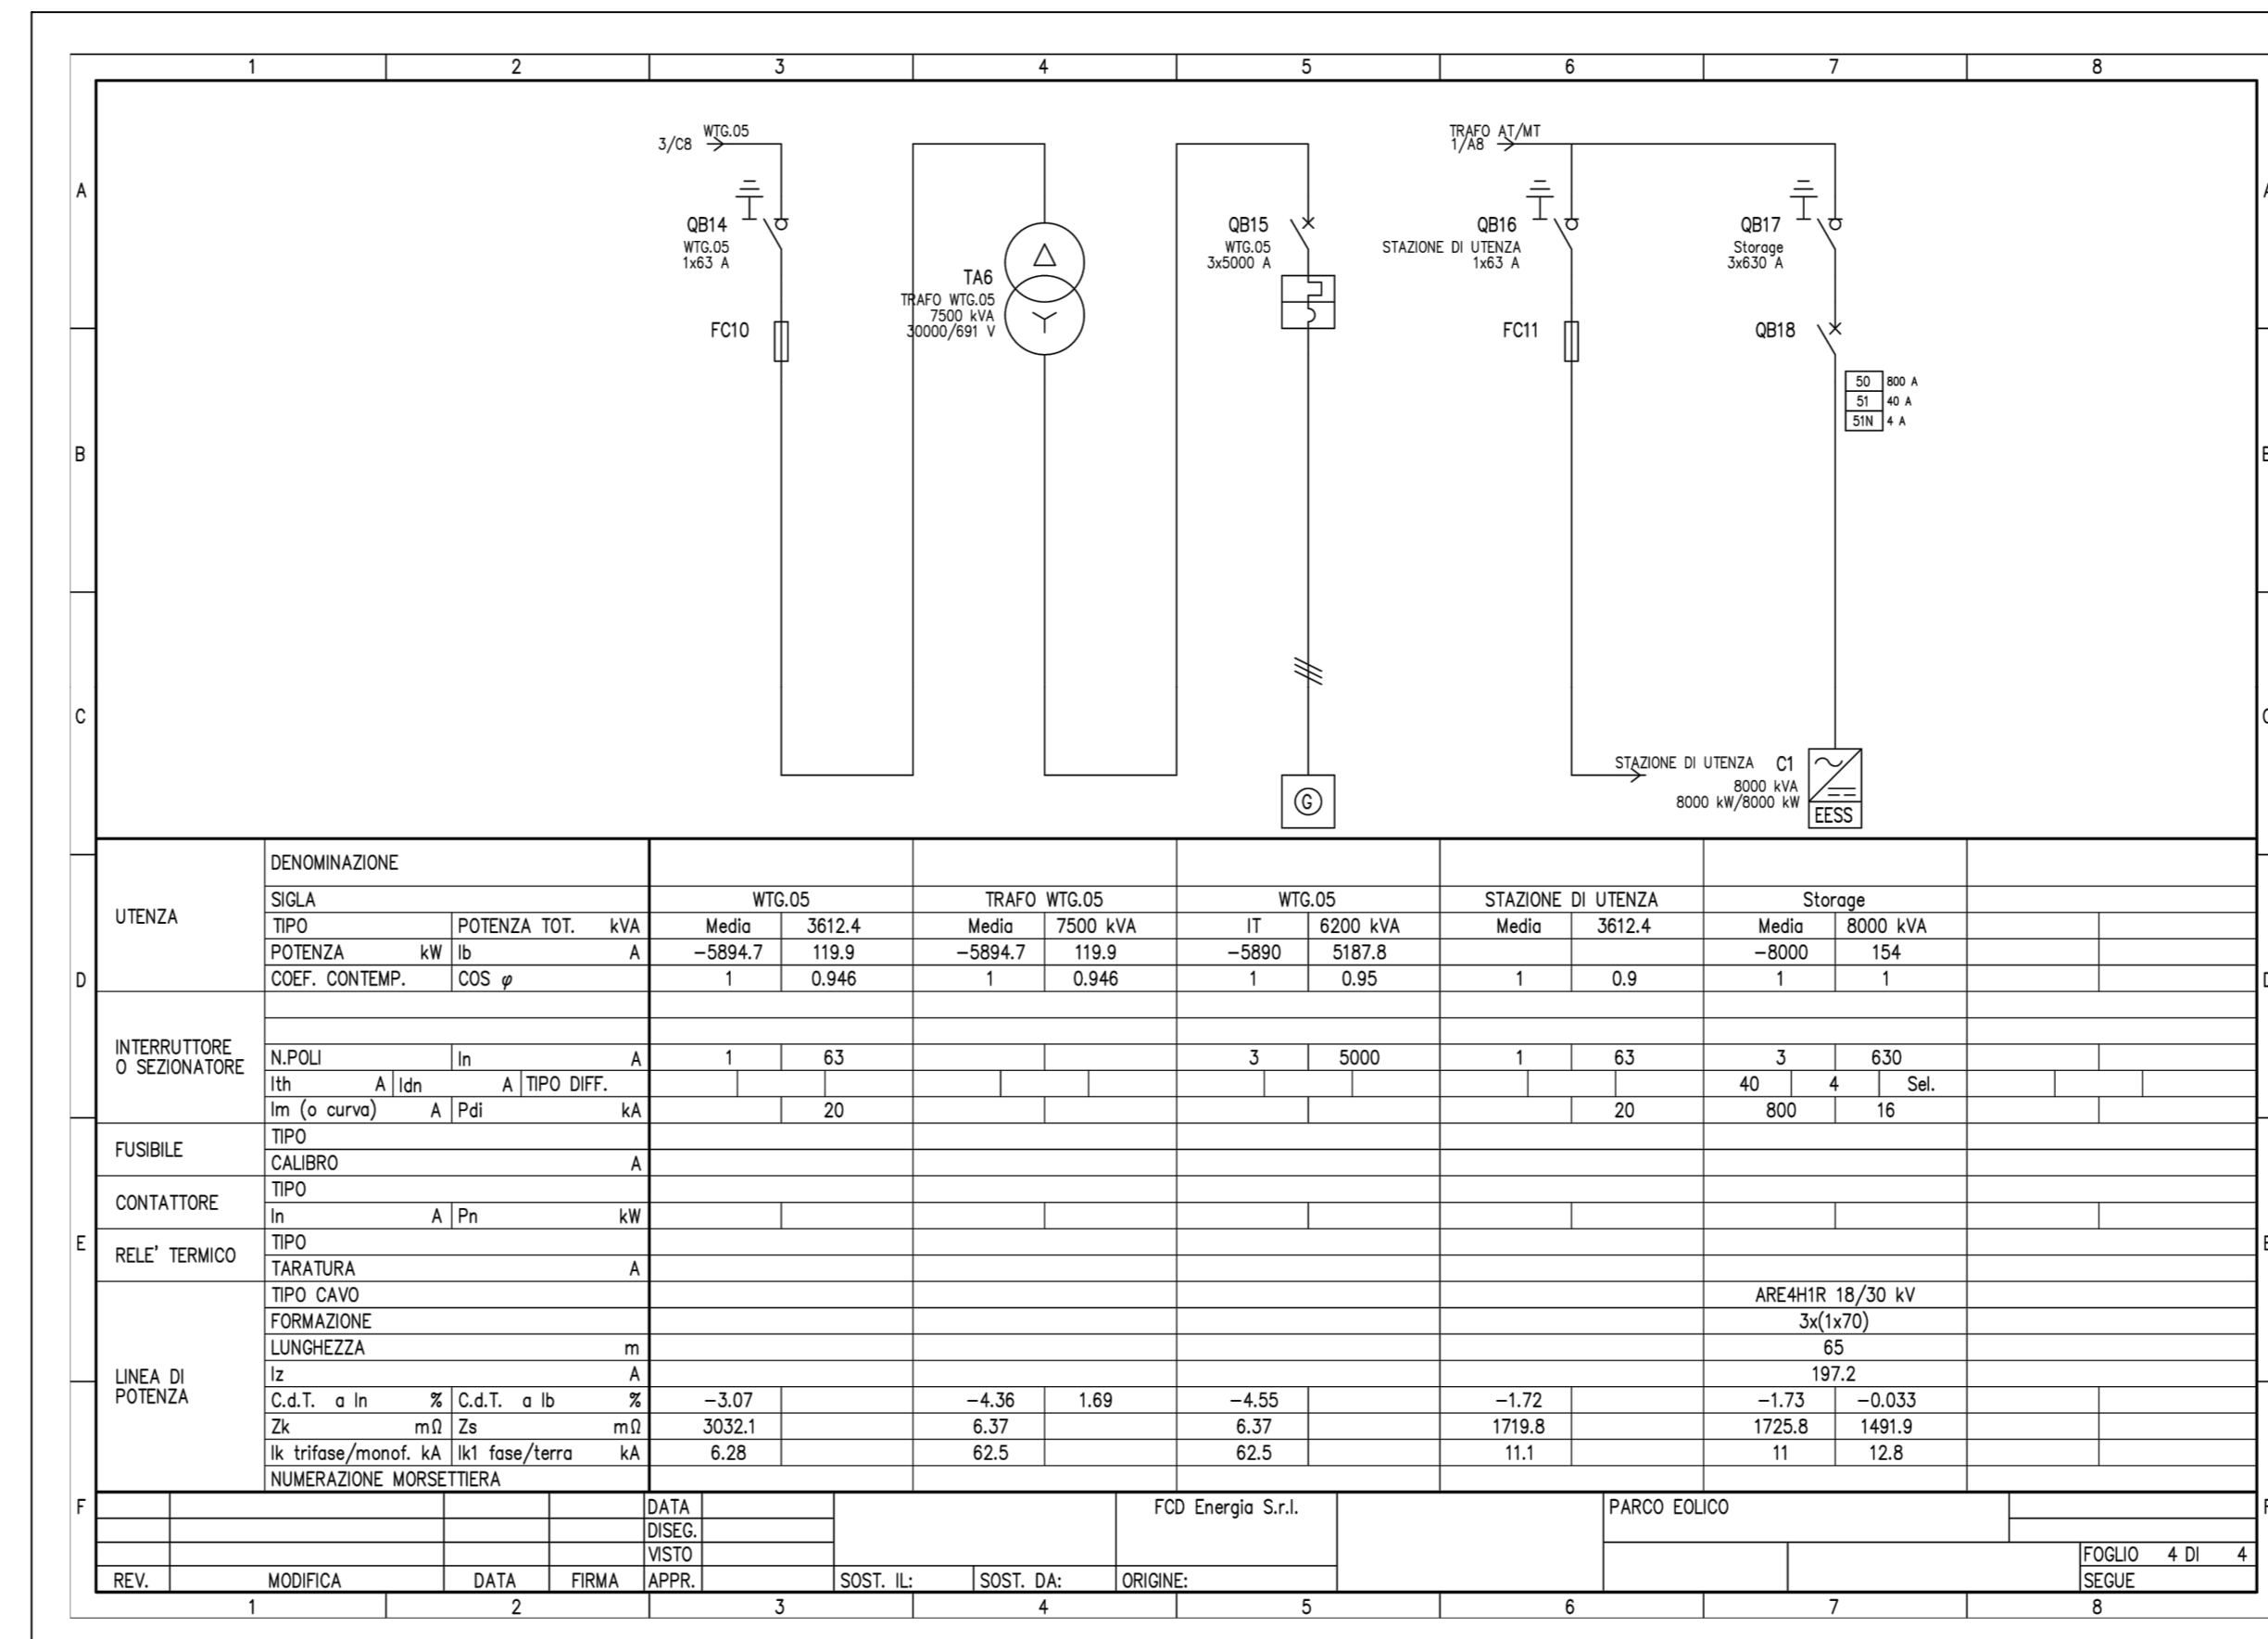 1 2 3 4 5 6 7 8
WTG.05
3/C8
TRAFO AT/MT
1/A8
A
QB14
WTG.05
1x63 A
QB15
WTG.05
3x5000 A
QB16
STAZIONE DI UTENZA
1x63 A
QB17
Storage
3x630 A
TA6
TRAFO WTG.05
7500 kVA
30000/691 V
FC10
FC11
QB18
50 800 A
51 40 A
51N 4 A
B
C
STAZIONE DI UTENZA C1
8000 kVA
8000 kW/8000 kW
EESS
G
UTENZA
DENOMINAZIONE
SIGLA WTG.05 TRAFO WTG.05 WTG.05 STAZIONE DI UTENZA Storage
TIPO POTENZA TOT. kVA Media 3612.4 Media 7500 kVA IT 6200 kVA Media 3612.4 Media 8000 kVA
POTENZA kW Ib A -5894.7 119.9 -5894.7 119.9 -5890 5187.8 -8000 154
D
COEF. CONTEMP. COS φ 1 0.946 1 0.946 1 0.95 1 0.9 1 1
INTERRUTTORE
O SEZIONATORE
N.POLI In A 1 63 3 5000 1 63 3 630
Ith A Idn A TIPO DIFF. 40 4 Sel.
Im (o curva) A Pdi kA 20 20 800 16
FUSIBILE
TIPO
CALIBRO A
CONTATTORE
TIPO
In A Pn kW
E
RELE' TERMICO
TIPO
TARATURA A
LINEA DI
POTENZA
TIPO CAVO ARE4H1R 18/30 kV
FORMAZIONE 3x(1x70)
LUNGHEZZA m 65
Iz A 197.2
C.d.T. a In % C.d.T. a Ib % -3.07 -4.36 1.69 -4.55 -1.72 -1.73 -0.033
Zk mΩ Zs mΩ 3032.1 6.37 6.37 1719.8 1725.8 1491.9
Ik trifase/monof. kA Ik1 fase/terra kA 6.28 62.5 62.5 11.1 11 12.8
NUMERAZIONE MORSETTIERA
F
DATA
DISEG.
VISTO
FCD Energia S.r.l.
PARCO EOLICO
FOGLIO 4 DI 4
REV. MODIFICA DATA FIRMA APPR. SOST. IL: SOST. DA: ORIGINE: SEGUE
1 2 3 4 5 6 7 8